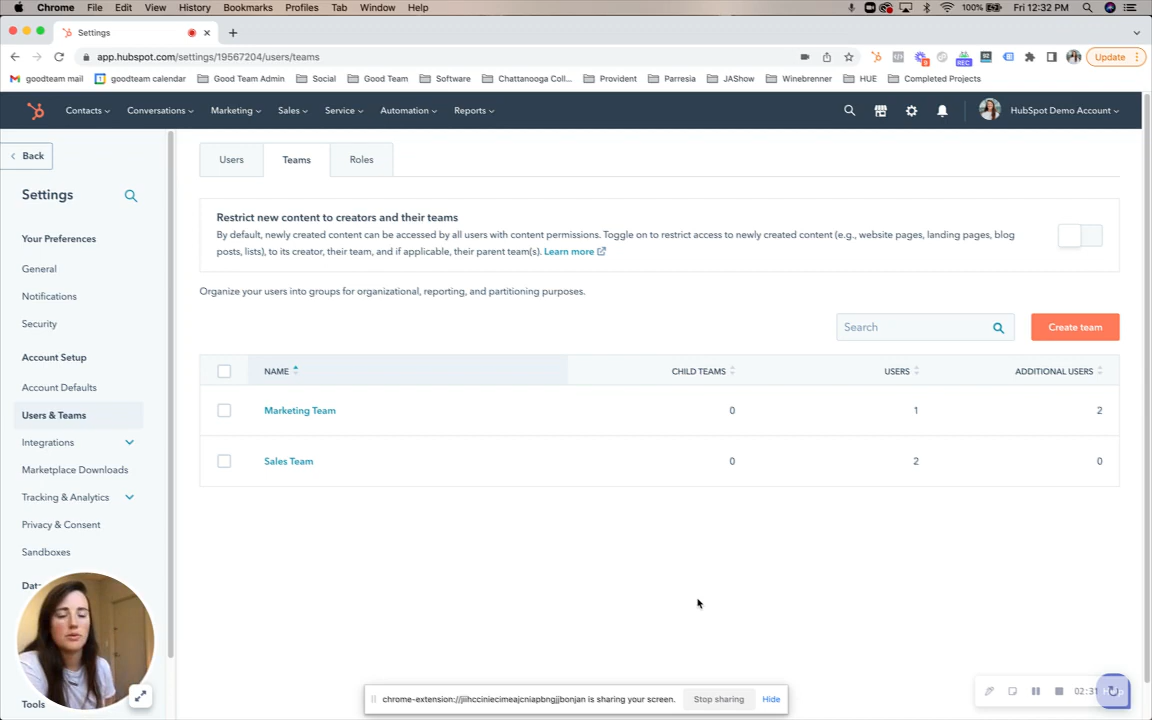 Chrome File Edit View History Bookmarks Profiles Tab Window Help 100% Fri 12:32 PM
Settings
app.hubspot.com/settings/19567204/users/teams Update
goodteam mail goodteam calendar Good Team Admin Social Good Team Software Chattanooga Coll... Provident Parresia JAShow Winebrenner HUE Completed Projects
Contacts Conversations Marketing Sales Service Automation Reports HubSpot Demo Account
Back
Settings
Your Preferences
General
Notifications
Security
Account Setup
Account Defaults
Users & Teams
Integrations
Marketplace Downloads
Tracking & Analytics
Privacy & Consent
Sandboxes
Tools
Users Teams Roles
Restrict new content to creators and their teams
By default, newly created content can be accessed by all users with content permissions. Toggle on to restrict access to newly created content (e.g., website pages, landing pages, blog
posts, lists), to its creator, their team, and if applicable, their parent team(s). Learn more
Organize your users into groups for organizational, reporting, and partitioning purposes.
Search Create team
NAME CHILD TEAMS USERS ADDITIONAL USERS
Marketing Team 0 1 2
Sales Team 0 2 0
chrome-extension://jiihcciniecimeajcniapbngjjbonjan is sharing your screen. Stop sharing Hide
02:31